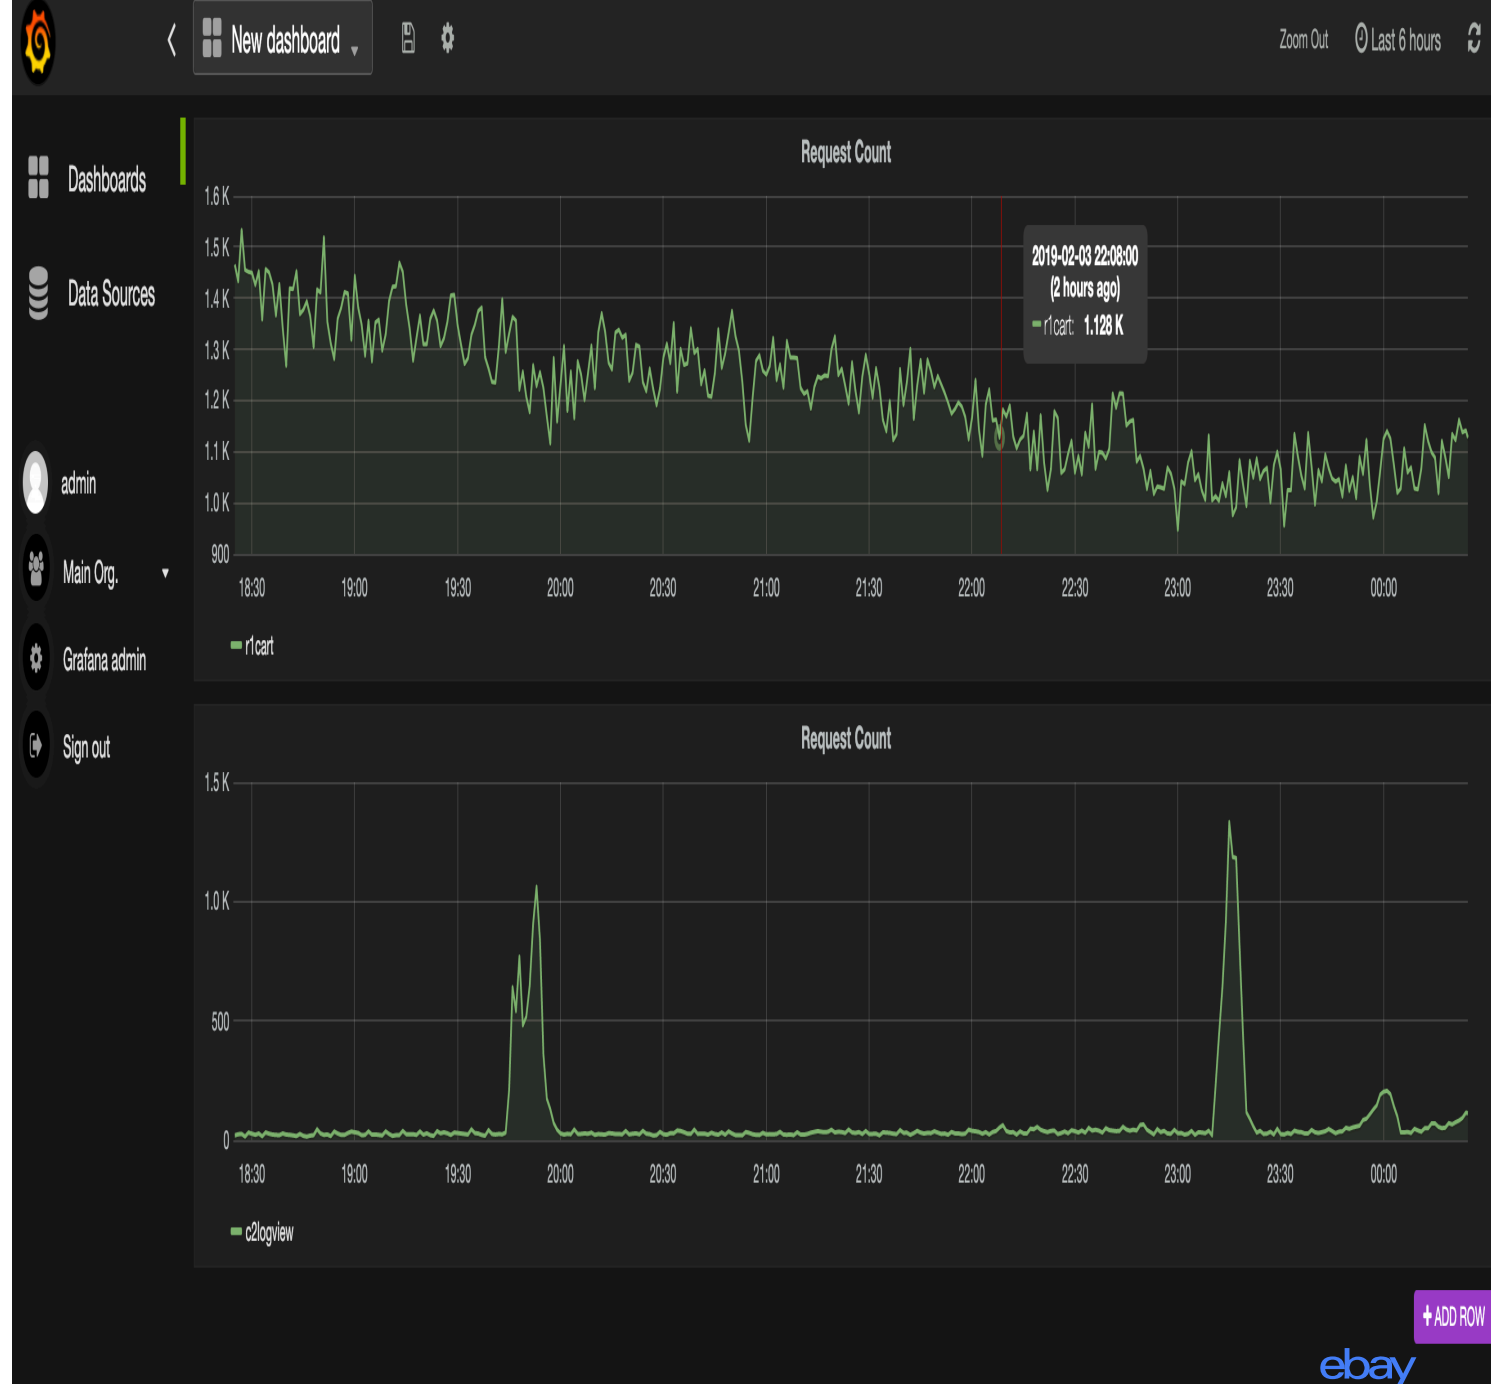 New dashboard
Zoom Out
Last 6 hours
Dashboards
Data Sources
admin
Main Org.
Grafana admin
Sign out
Request Count
1.6 K
1.5 K
1.4 K
1.3 K
1.2 K
1.1 K
1.0 K
900
2019-02-03 22:08:00
(2 hours ago)
r1cart: 1.128 K
18:30 19:00 19:30 20:00 20:30 21:00 21:30 22:00 22:30 23:00 23:30 00:00
r1cart
Request Count
1.5 K
1.0 K
500
0
18:30 19:00 19:30 20:00 20:30 21:00 21:30 22:00 22:30 23:00 23:30 00:00
c2logview
+ ADD ROW
ebay